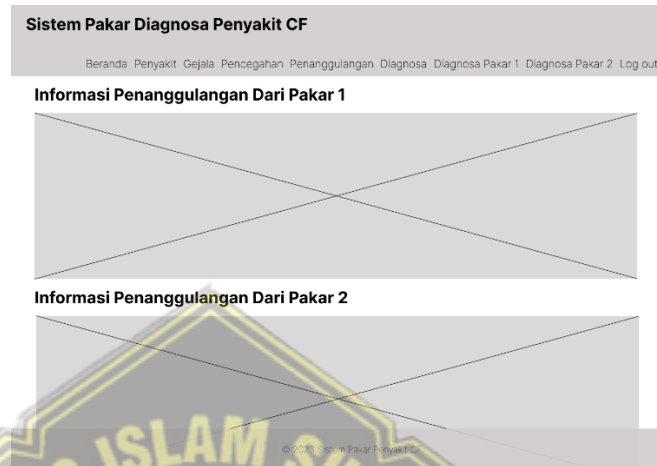 Sistem Pakar Diagnosa Penyakit CF
Beranda Penyakit Gejala Pencegahan Penanggulangan Diagnosa Diagnosa Pakar 1 Diagnosa Pakar 2 Log out
Informasi Penanggulangan Dari Pakar 1
Informasi Penanggulangan Dari Pakar 2
ISLAM
© 2023 Sistem Pakar Penyakit CF